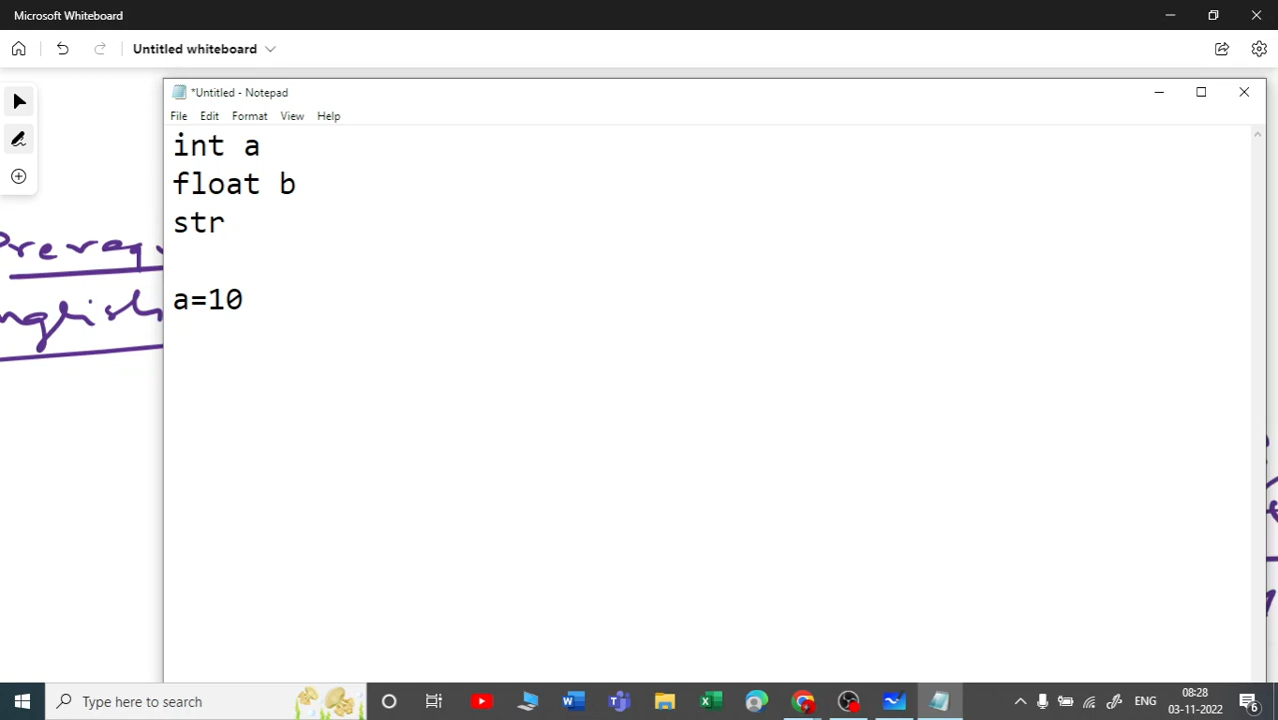 Microsoft Whiteboard
Untitled whiteboard
*Untitled - Notepad
File Edit Format View Help
int a
float b
str
a=10
Type here to search
ENG
08:28
03-11-2022
6